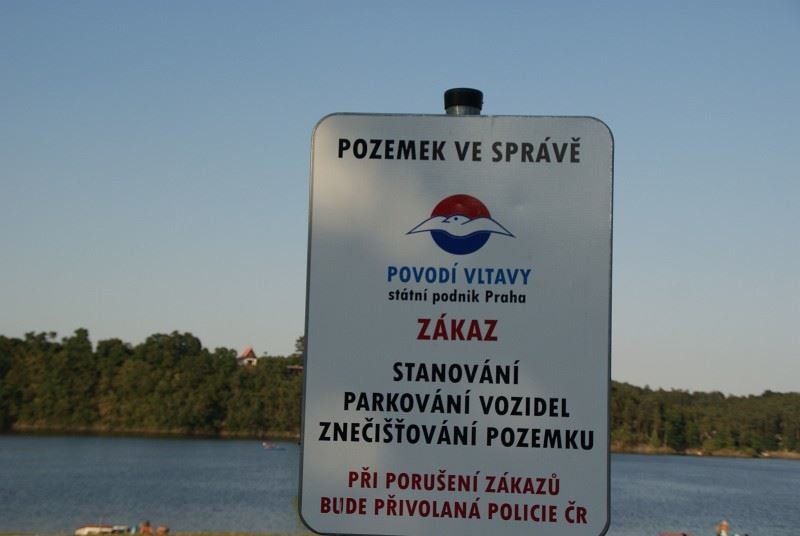 POZEMEK VE SPRÁVĚ
POVODÍ VLTAVY
státní podnik Praha
ZÁKAZ
STANOVÁNÍ
PARKOVÁNÍ VOZIDEL
ZNEČIŠŤOVÁNÍ POZEMKU
PŘI PORUŠENÍ ZÁKAZŮ
BUDE PŘIVOLANÁ POLICIE ČR